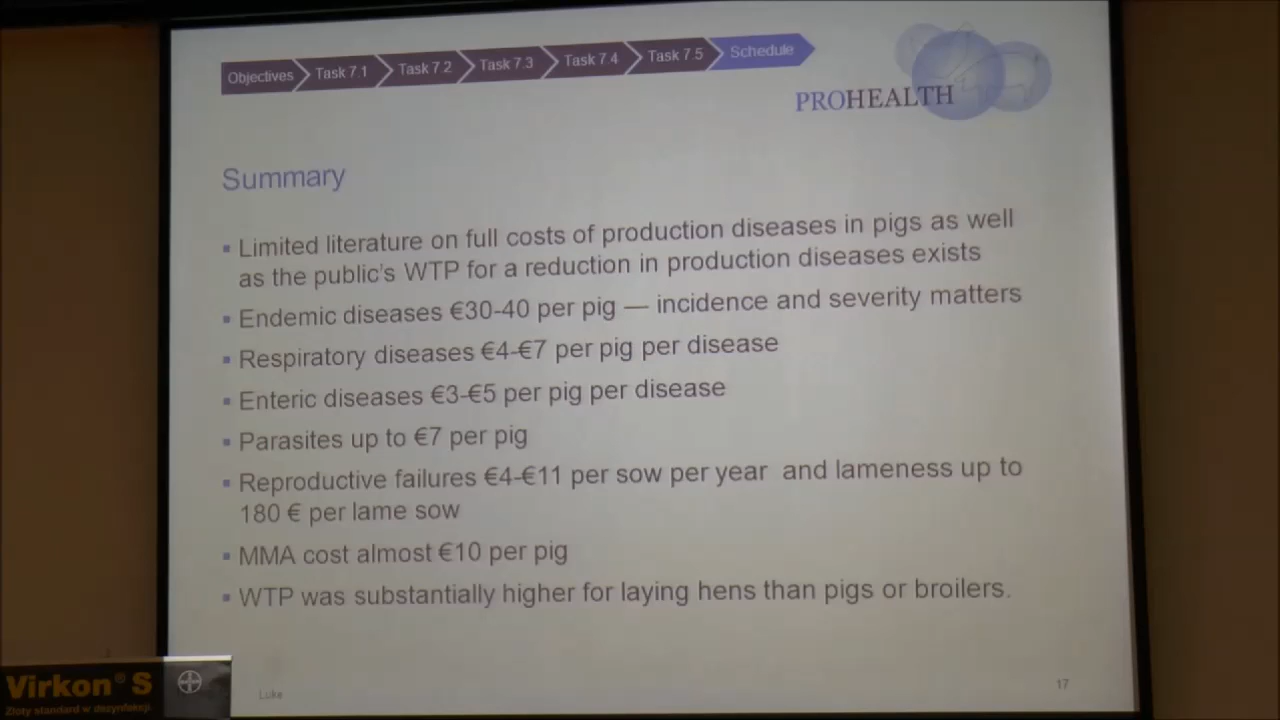 Objectives
Task 7.1
Task 7.2
Task 7.3
Task 7.4
Task 7.5
Schedule
PROHEALTH
Summary
▪ Limited literature on full costs of production diseases in pigs as well
as the public's WTP for a reduction in production diseases exists
▪ Endemic diseases €30-40 per pig — incidence and severity matters
▪ Respiratory diseases €4-€7 per pig per disease
▪ Enteric diseases €3-€5 per pig per disease
▪ Parasites up to €7 per pig
▪ Reproductive failures €4-€11 per sow per year and lameness up to
180 € per lame sow
▪ MMA cost almost €10 per pig
▪ WTP was substantially higher for laying hens than pigs or broilers.
Luke
17
Virkon® S
Złoty standard w dezynfekcji.